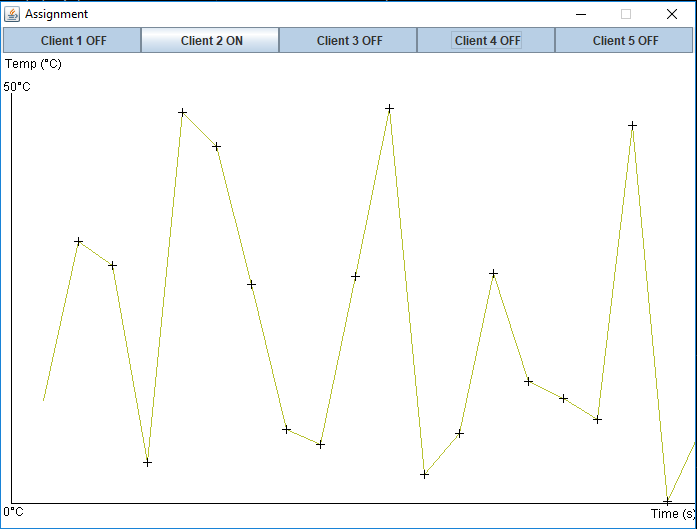 Assignment
Client 1 OFF
Client 2 ON
Client 3 OFF
Client 4 OFF
Client 5 OFF
Temp (°C)
50°C
0°C
Time (s)